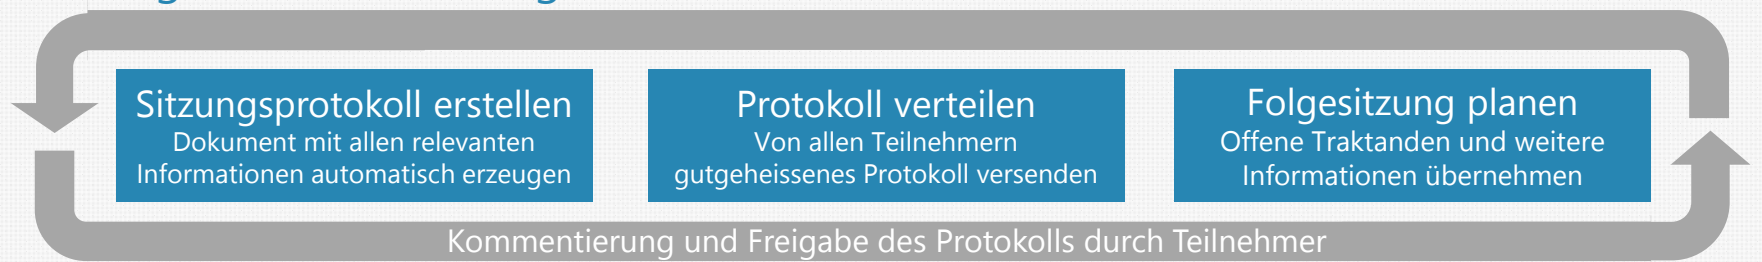 Sitzungsprotokoll erstellen
Dokument mit allen relevanten
Informationen automatisch erzeugen
Protokoll verteilen
Von allen Teilnehmern
gutgeheissenes Protokoll versenden
Folgesitzung planen
Offene Traktanden und weitere
Informationen übernehmen
Kommentierung und Freigabe des Protokolls durch Teilnehmer